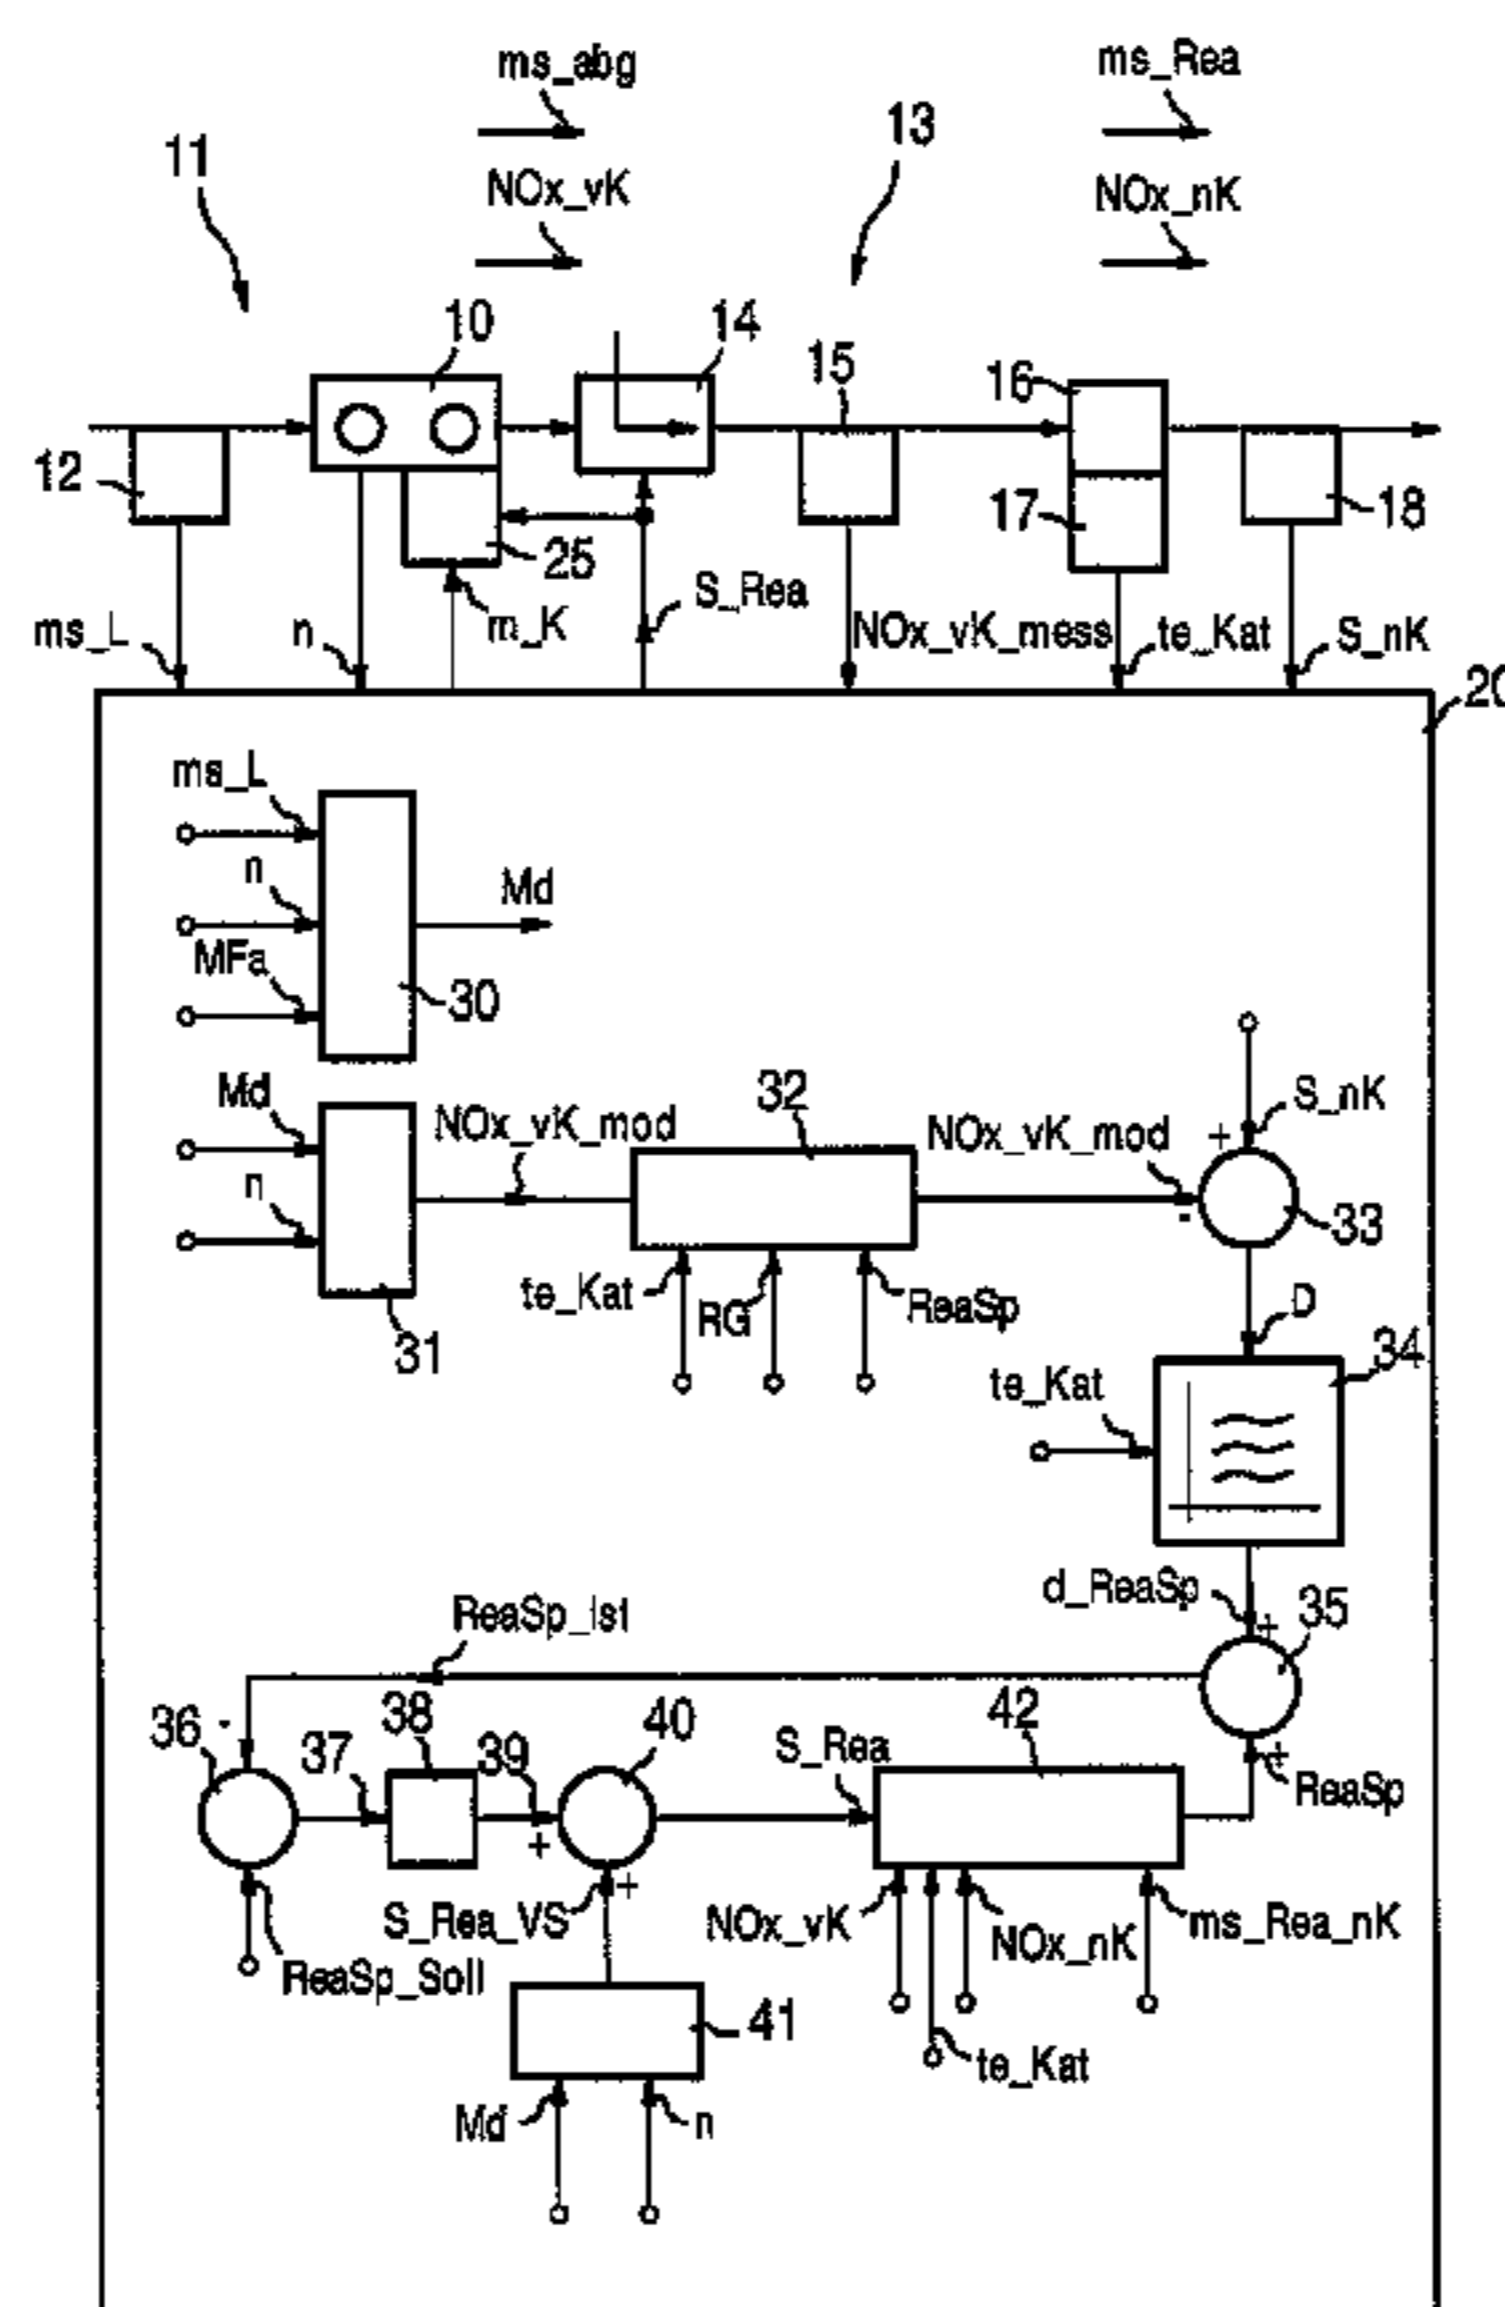 ms_abg
ms_Rea
11
13
NOx_vK
NOx_nK
10
14
15
16
12
17
18
25
ms_L
n
m_K
S_Rea
NOx_vK_mess
te_Kat
S_nK
20
ms_L
n
Md
MFa
30
Md
n
31
NOx_vK_mod
32
NOx_vK_mod
+
S_nK
-
33
te_Kat
RG
ReaSp
D
34
te_Kat
d_ReaSp
+
35
ReaSp_Ist
36
-
37
38
39
+
40
S_Rea
42
+
ReaSp
S_Rea_VS
+
NOx_vK
NOx_nK
ms_Rea_nK
ReaSp_Soll
41
te_Kat
Md
n